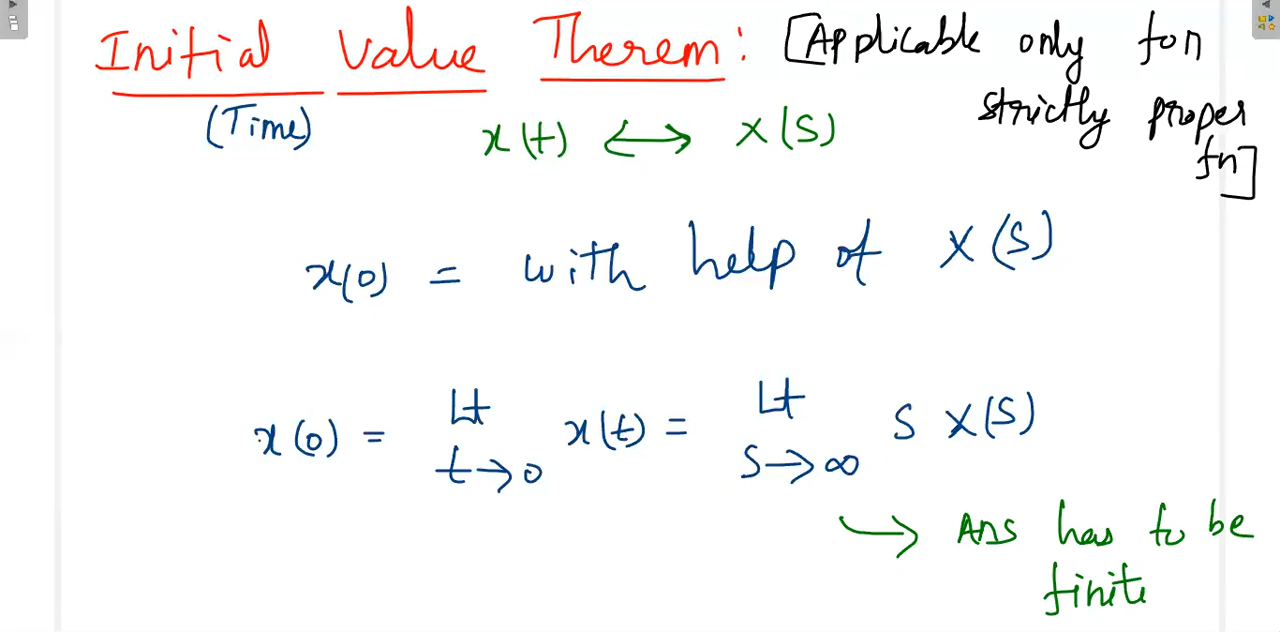 Initial Value Therem: [Applicable only for
strictly proper
fn]
(Time)
x(t) ⟷ X(S)
x(0) = with help of X(S)
x(0) = Lt t→0 x(t) = Lt S→∞ S X(S)
↪ Ans has to be
finite